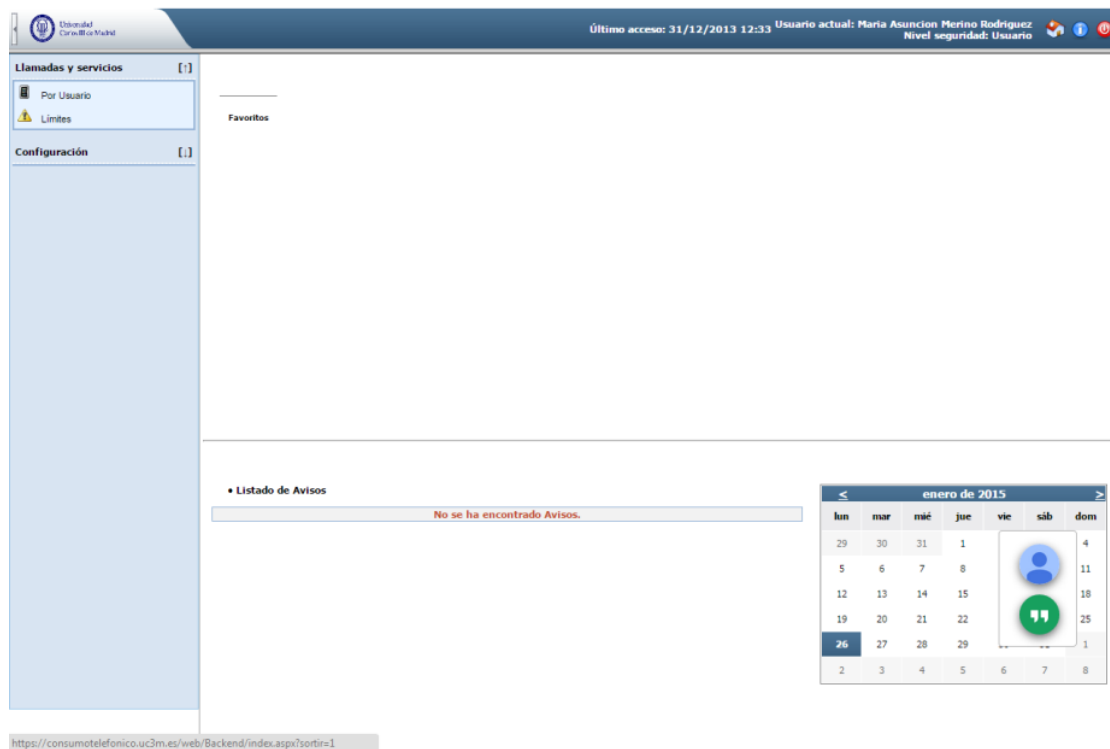 Universidad
Carlos III de Madrid
Último acceso: 31/12/2013 12:33
Usuario actual: Maria Asuncion Merino Rodriguez
Nivel seguridad: Usuario
Llamadas y servicios [↑]
Por Usuario
Límites
Configuración [↓]
Favoritos
• Listado de Avisos
No se ha encontrado Avisos.
< enero de 2015 >
lun mar mié jue vie sáb dom
29 30 31 1 4
5 6 7 8 11
12 13 14 15 18
19 20 21 22 25
26 27 28 29 1
2 3 4 5 6 7 8
https://consumotelefonico.uc3m.es/web/Backend/index.aspx?sortir=1